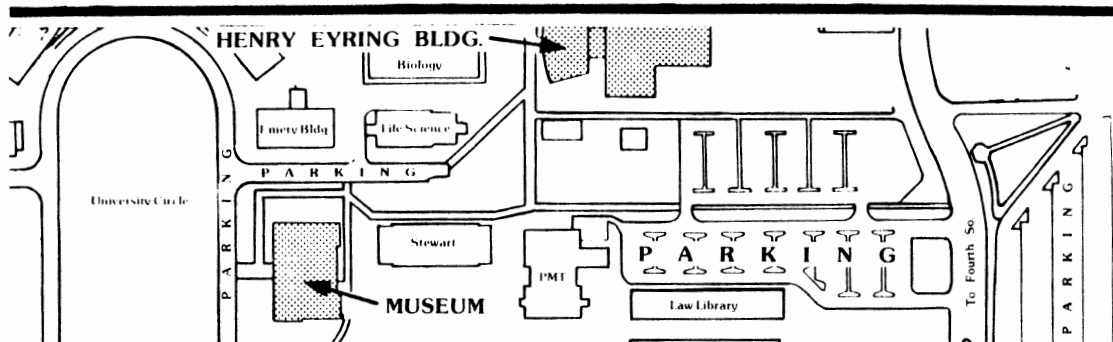 HENRY EYRING BLDG.
Biology
Emery Bldg.
Life Science
PARKING
PARKING
University Circle
Stewart
PARKING
PMT
Law Library
MUSEUM
To Fourth So.
PARKING